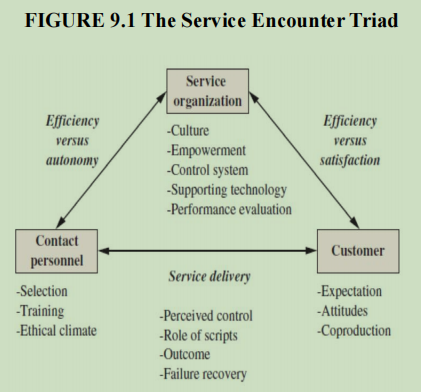 FIGURE 9.1 The Service Encounter Triad
Service
organization
Efficiency
versus
autonomy
Efficiency
versus
satisfaction
-Culture
-Empowerment
-Control system
-Supporting technology
-Performance evaluation
Contact
personnel
Customer
Service delivery
-Selection
-Training
-Ethical climate
-Perceived control
-Role of scripts
-Outcome
-Failure recovery
-Expectation
-Attitudes
-Coproduction